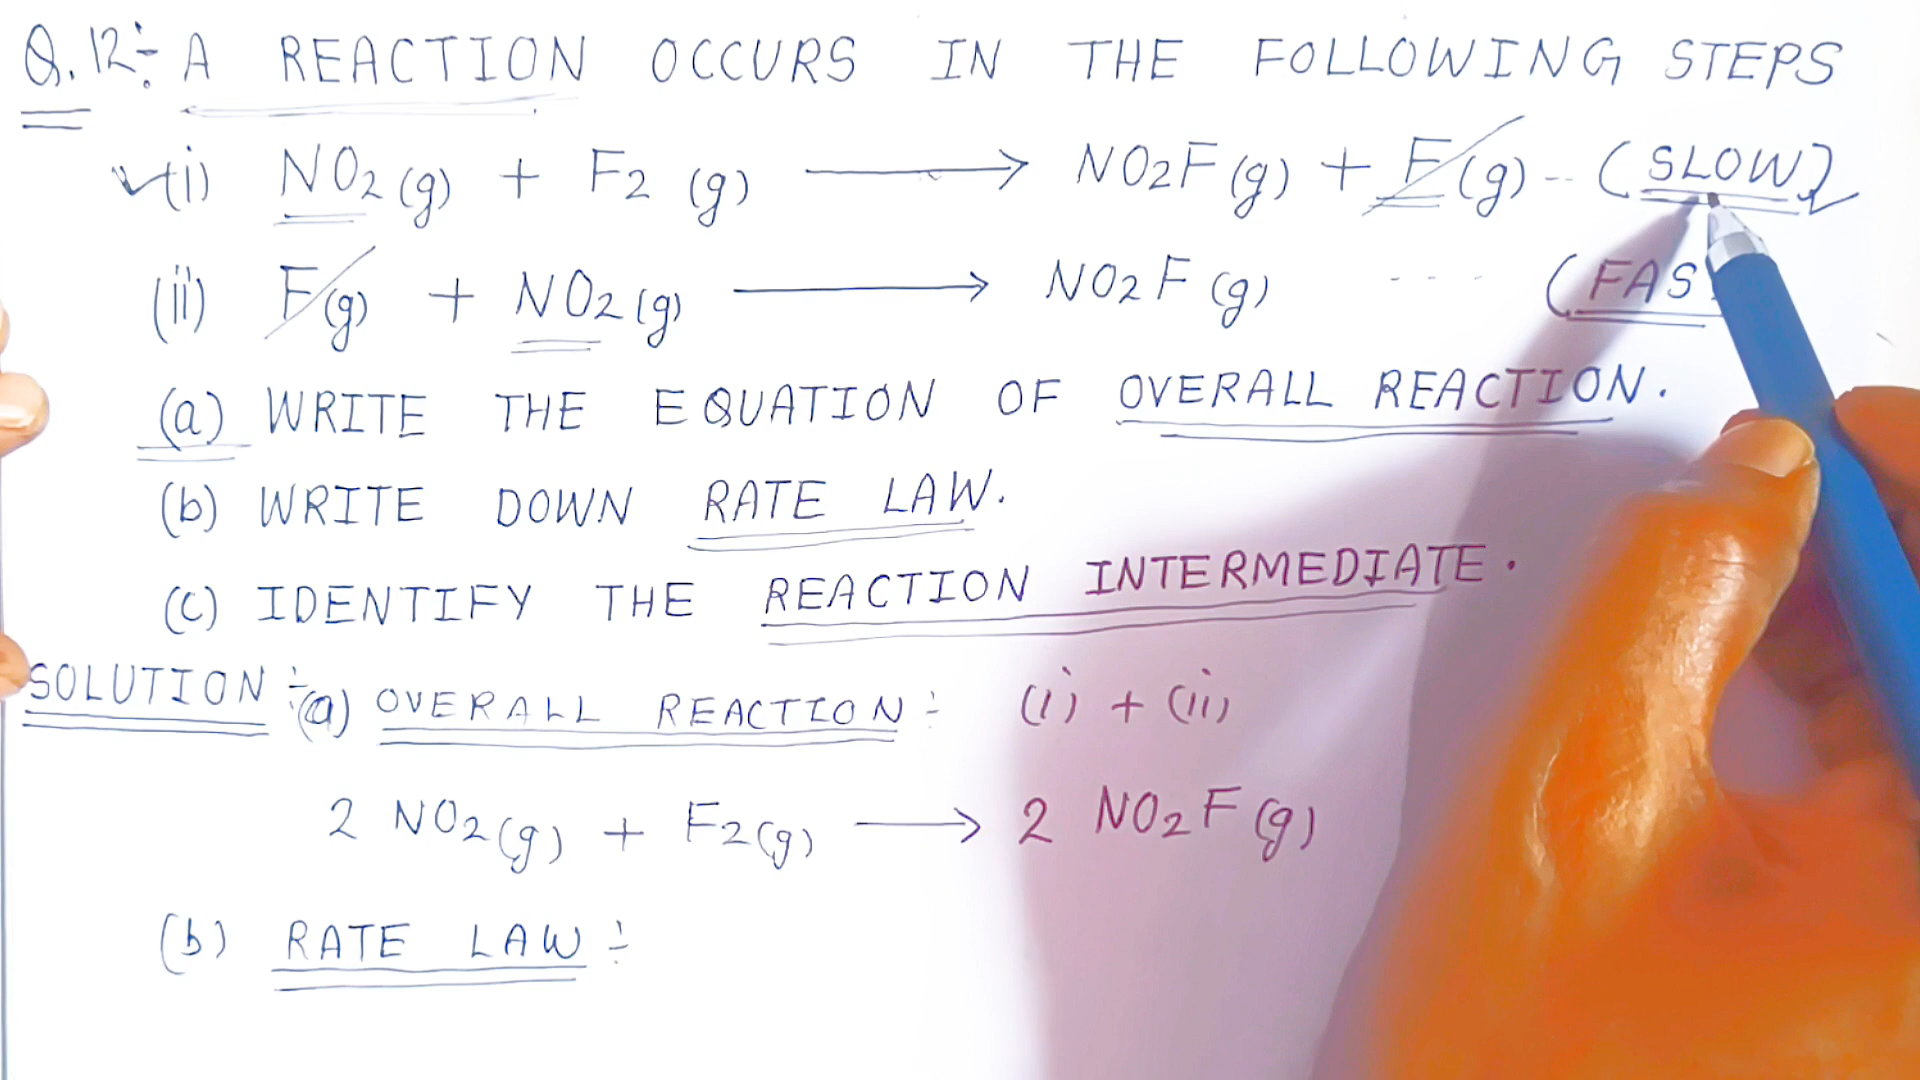 Q.12÷ A REACTION OCCURS IN THE FOLLOWING STEPS
(i) NO2(g) + F2(g) ⟶ NO2F(g) + F(g) -- (SLOW)
(ii) F(g) + NO2(g) ⟶ NO2F(g) ---- (FAS
(a) WRITE THE EQUATION OF OVERALL REACTION.
(b) WRITE DOWN RATE LAW.
(c) IDENTIFY THE REACTION INTERMEDIATE.
SOLUTION÷(a) OVERALL REACTION÷ (i) + (ii)
2 NO2(g) + F2(g) ⟶ 2 NO2F(g)
(b) RATE LAW÷